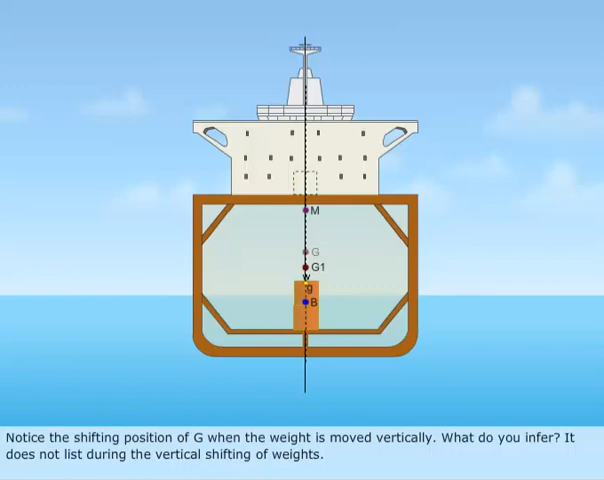 M
G
G1
w
g
B
Notice the shifting position of G when the weight is moved vertically. What do you infer? It
does not list during the vertical shifting of weights.